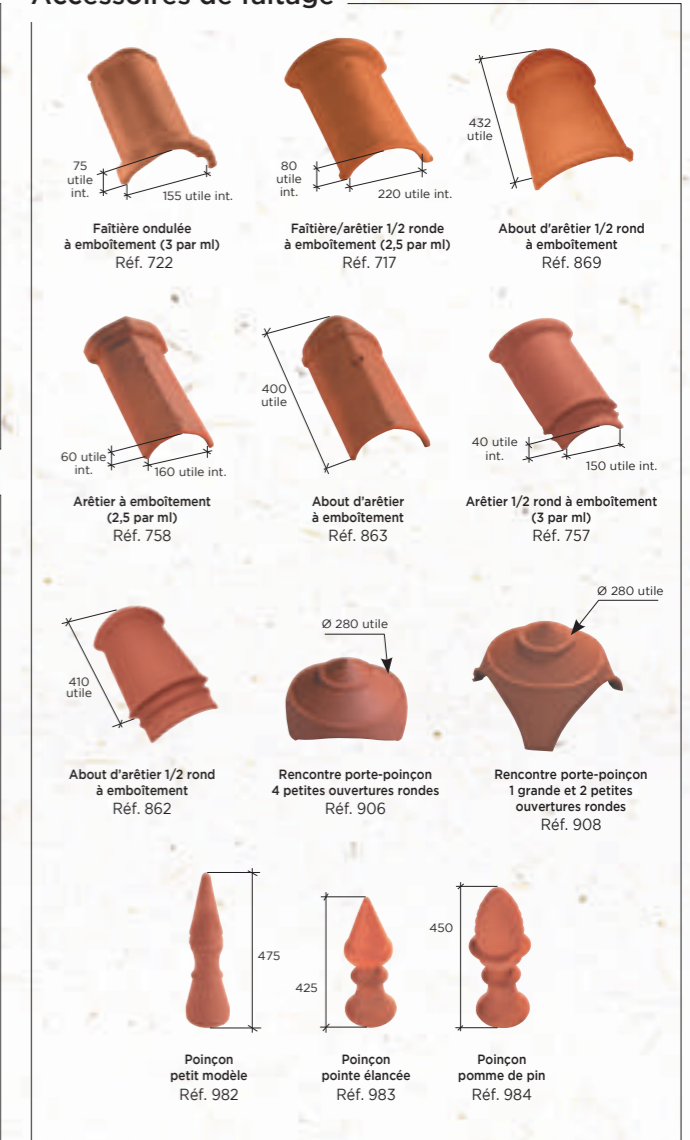 Accessoires de faîtage
75
utile
int.
155 utile int.
Faîtière ondulée
à emboîtement (3 par ml)
Réf. 722
80
utile
int.
220 utile int.
Faîtière/arêtier 1/2 ronde
à emboîtement (2,5 par ml)
Réf. 717
432
utile
About d'arêtier 1/2 rond
à emboîtement
Réf. 869
60 utile
int.
160 utile int.
Arêtier à emboîtement
(2,5 par ml)
Réf. 758
400
utile
About d'arêtier
à emboîtement
Réf. 863
40 utile
int.
150 utile int.
Arêtier 1/2 rond à emboîtement
(3 par ml)
Réf. 757
410
utile
About d'arêtier 1/2 rond
à emboîtement
Réf. 862
Ø 280 utile
Rencontre porte-poinçon
4 petites ouvertures rondes
Réf. 906
Ø 280 utile
Rencontre porte-poinçon
1 grande et 2 petites
ouvertures rondes
Réf. 908
475
Poinçon
petit modèle
Réf. 982
425
Poinçon
pointe élancée
Réf. 983
450
Poinçon
pomme de pin
Réf. 984